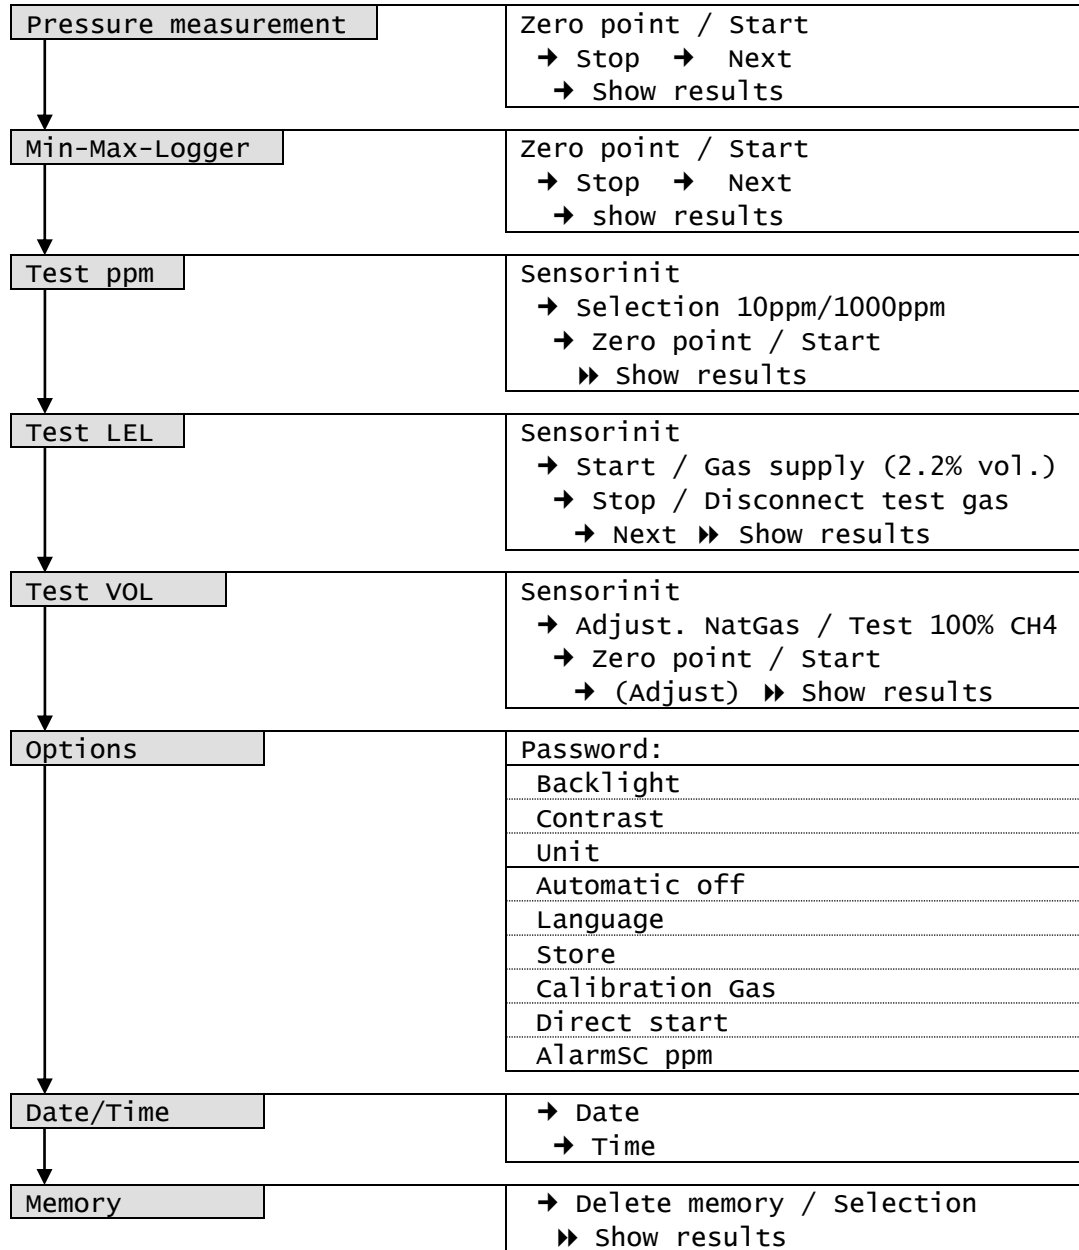 Pressure measurement
Zero point / Start
➔ Stop ➔ Next
➔ Show results
Min-Max-Logger
Zero point / Start
➔ Stop ➔ Next
➔ show results
Test ppm
Sensorinit
➔ Selection 10ppm/1000ppm
➔ Zero point / Start
▶▶ Show results
Test LEL
Sensorinit
➔ Start / Gas supply (2.2% vol.)
➔ Stop / Disconnect test gas
➔ Next ▶▶ Show results
Test VOL
Sensorinit
➔ Adjust. NatGas / Test 100% CH4
➔ Zero point / Start
➔ (Adjust) ▶▶ Show results
Options
Password:
Backlight
Contrast
Unit
Automatic off
Language
Store
Calibration Gas
Direct start
AlarmSC ppm
Date/Time
➔ Date
➔ Time
Memory
➔ Delete memory / Selection
▶▶ Show results